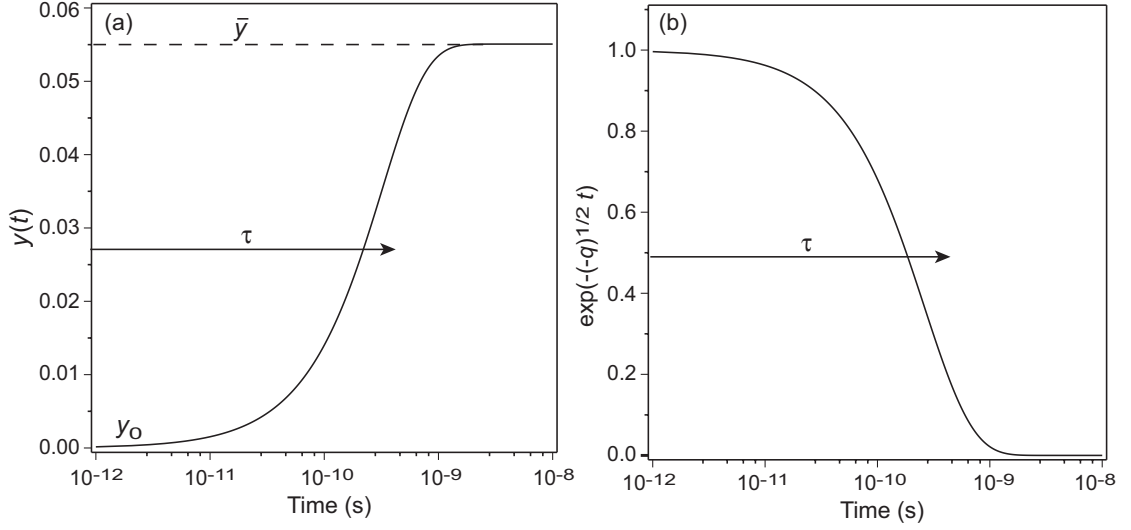 (a)
ȳ
0.06
0.05
0.04
0.03
0.02
0.01
0.00
y(t)
τ
y₀
10⁻¹²
10⁻¹¹
10⁻¹⁰
10⁻⁹
10⁻⁸
Time (s)
(b)
1.0
0.8
0.6
0.4
0.2
0.0
exp(-(-q)¹/² t)
τ
10⁻¹²
10⁻¹¹
10⁻¹⁰
10⁻⁹
10⁻⁸
Time (s)